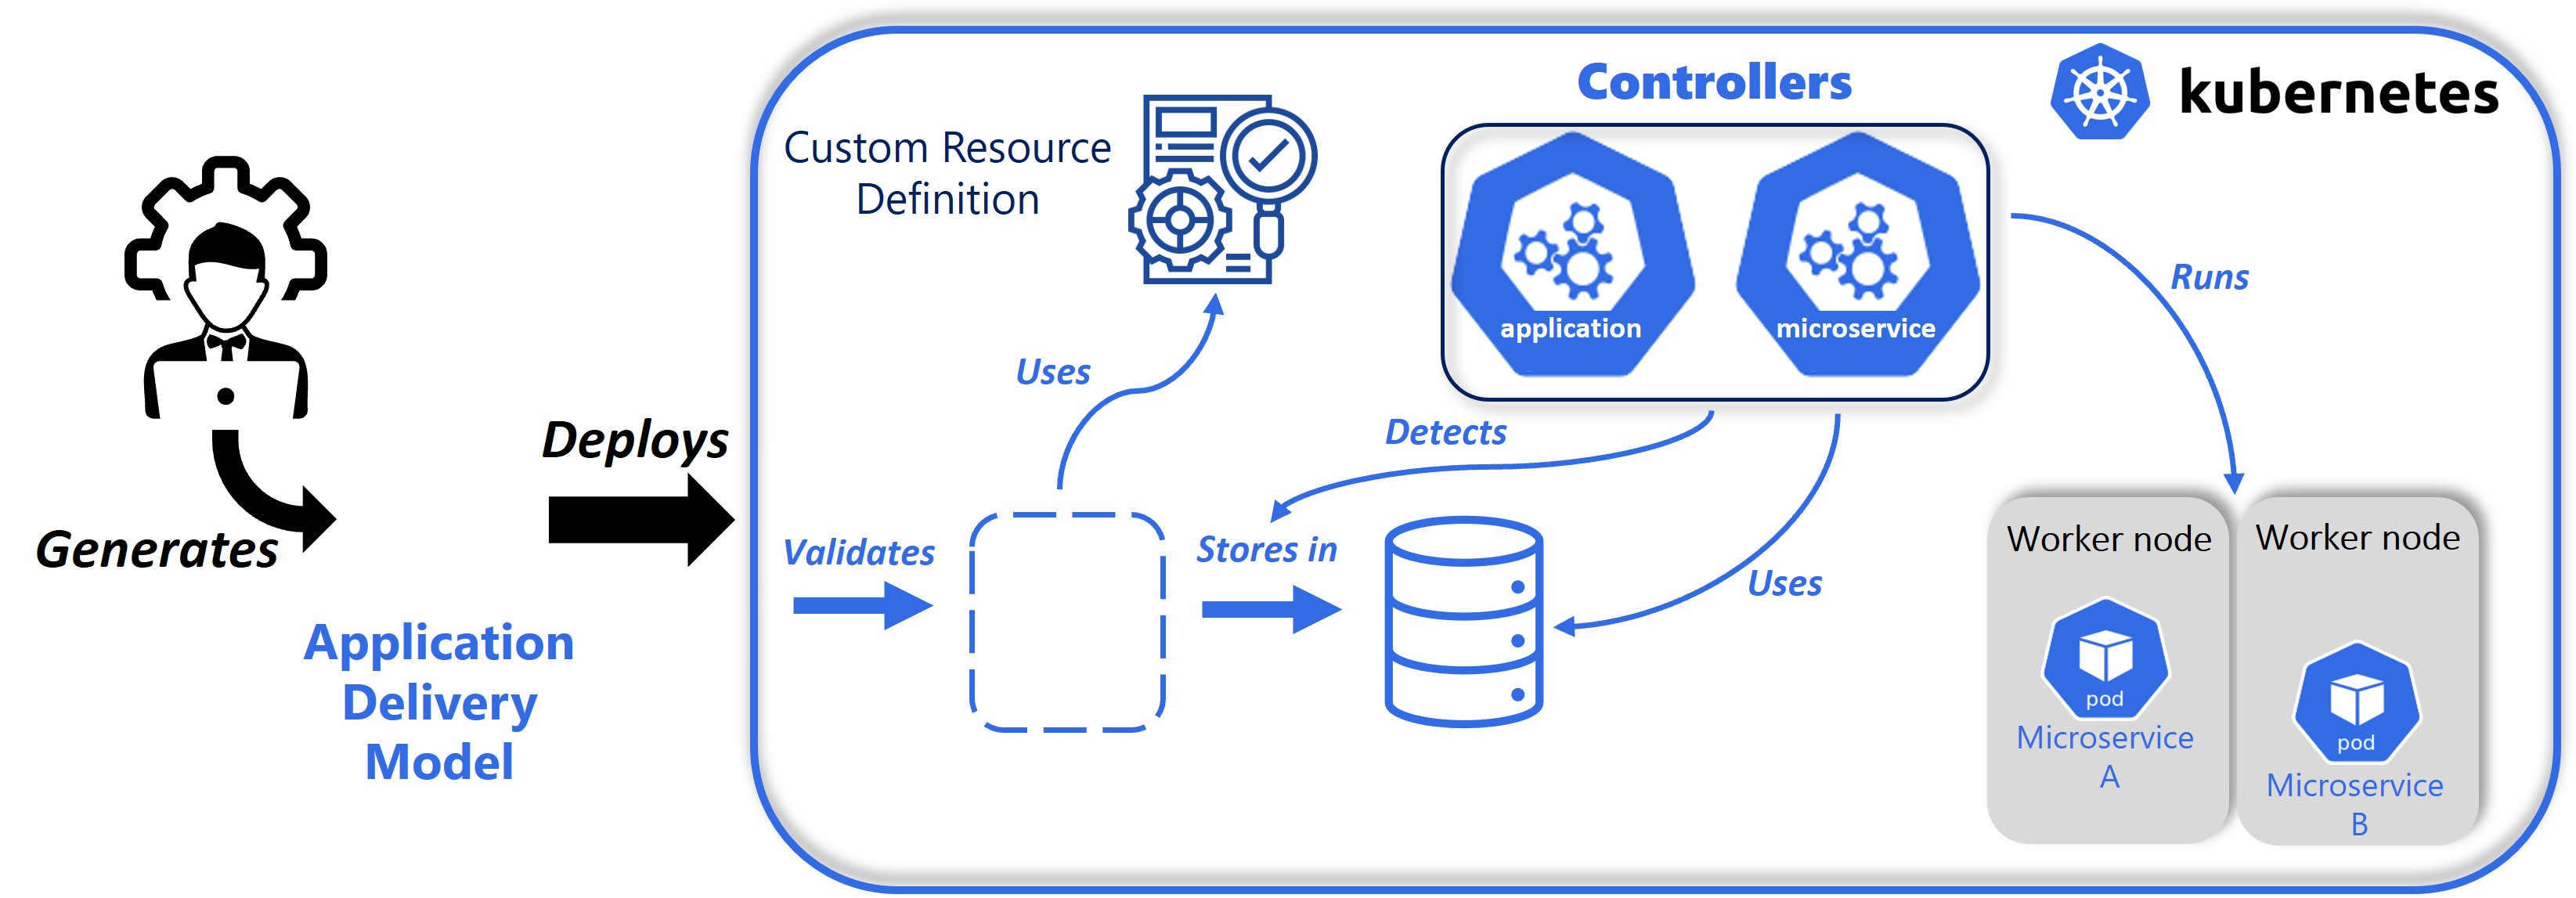 Generates
Application
Delivery
Model
Deploys
Custom Resource
Definition
Uses
Validates
Stores in
Detects
Uses
Controllers
application
microservice
kubernetes
Runs
Worker node
pod
Microservice
A
Worker node
pod
Microservice
B